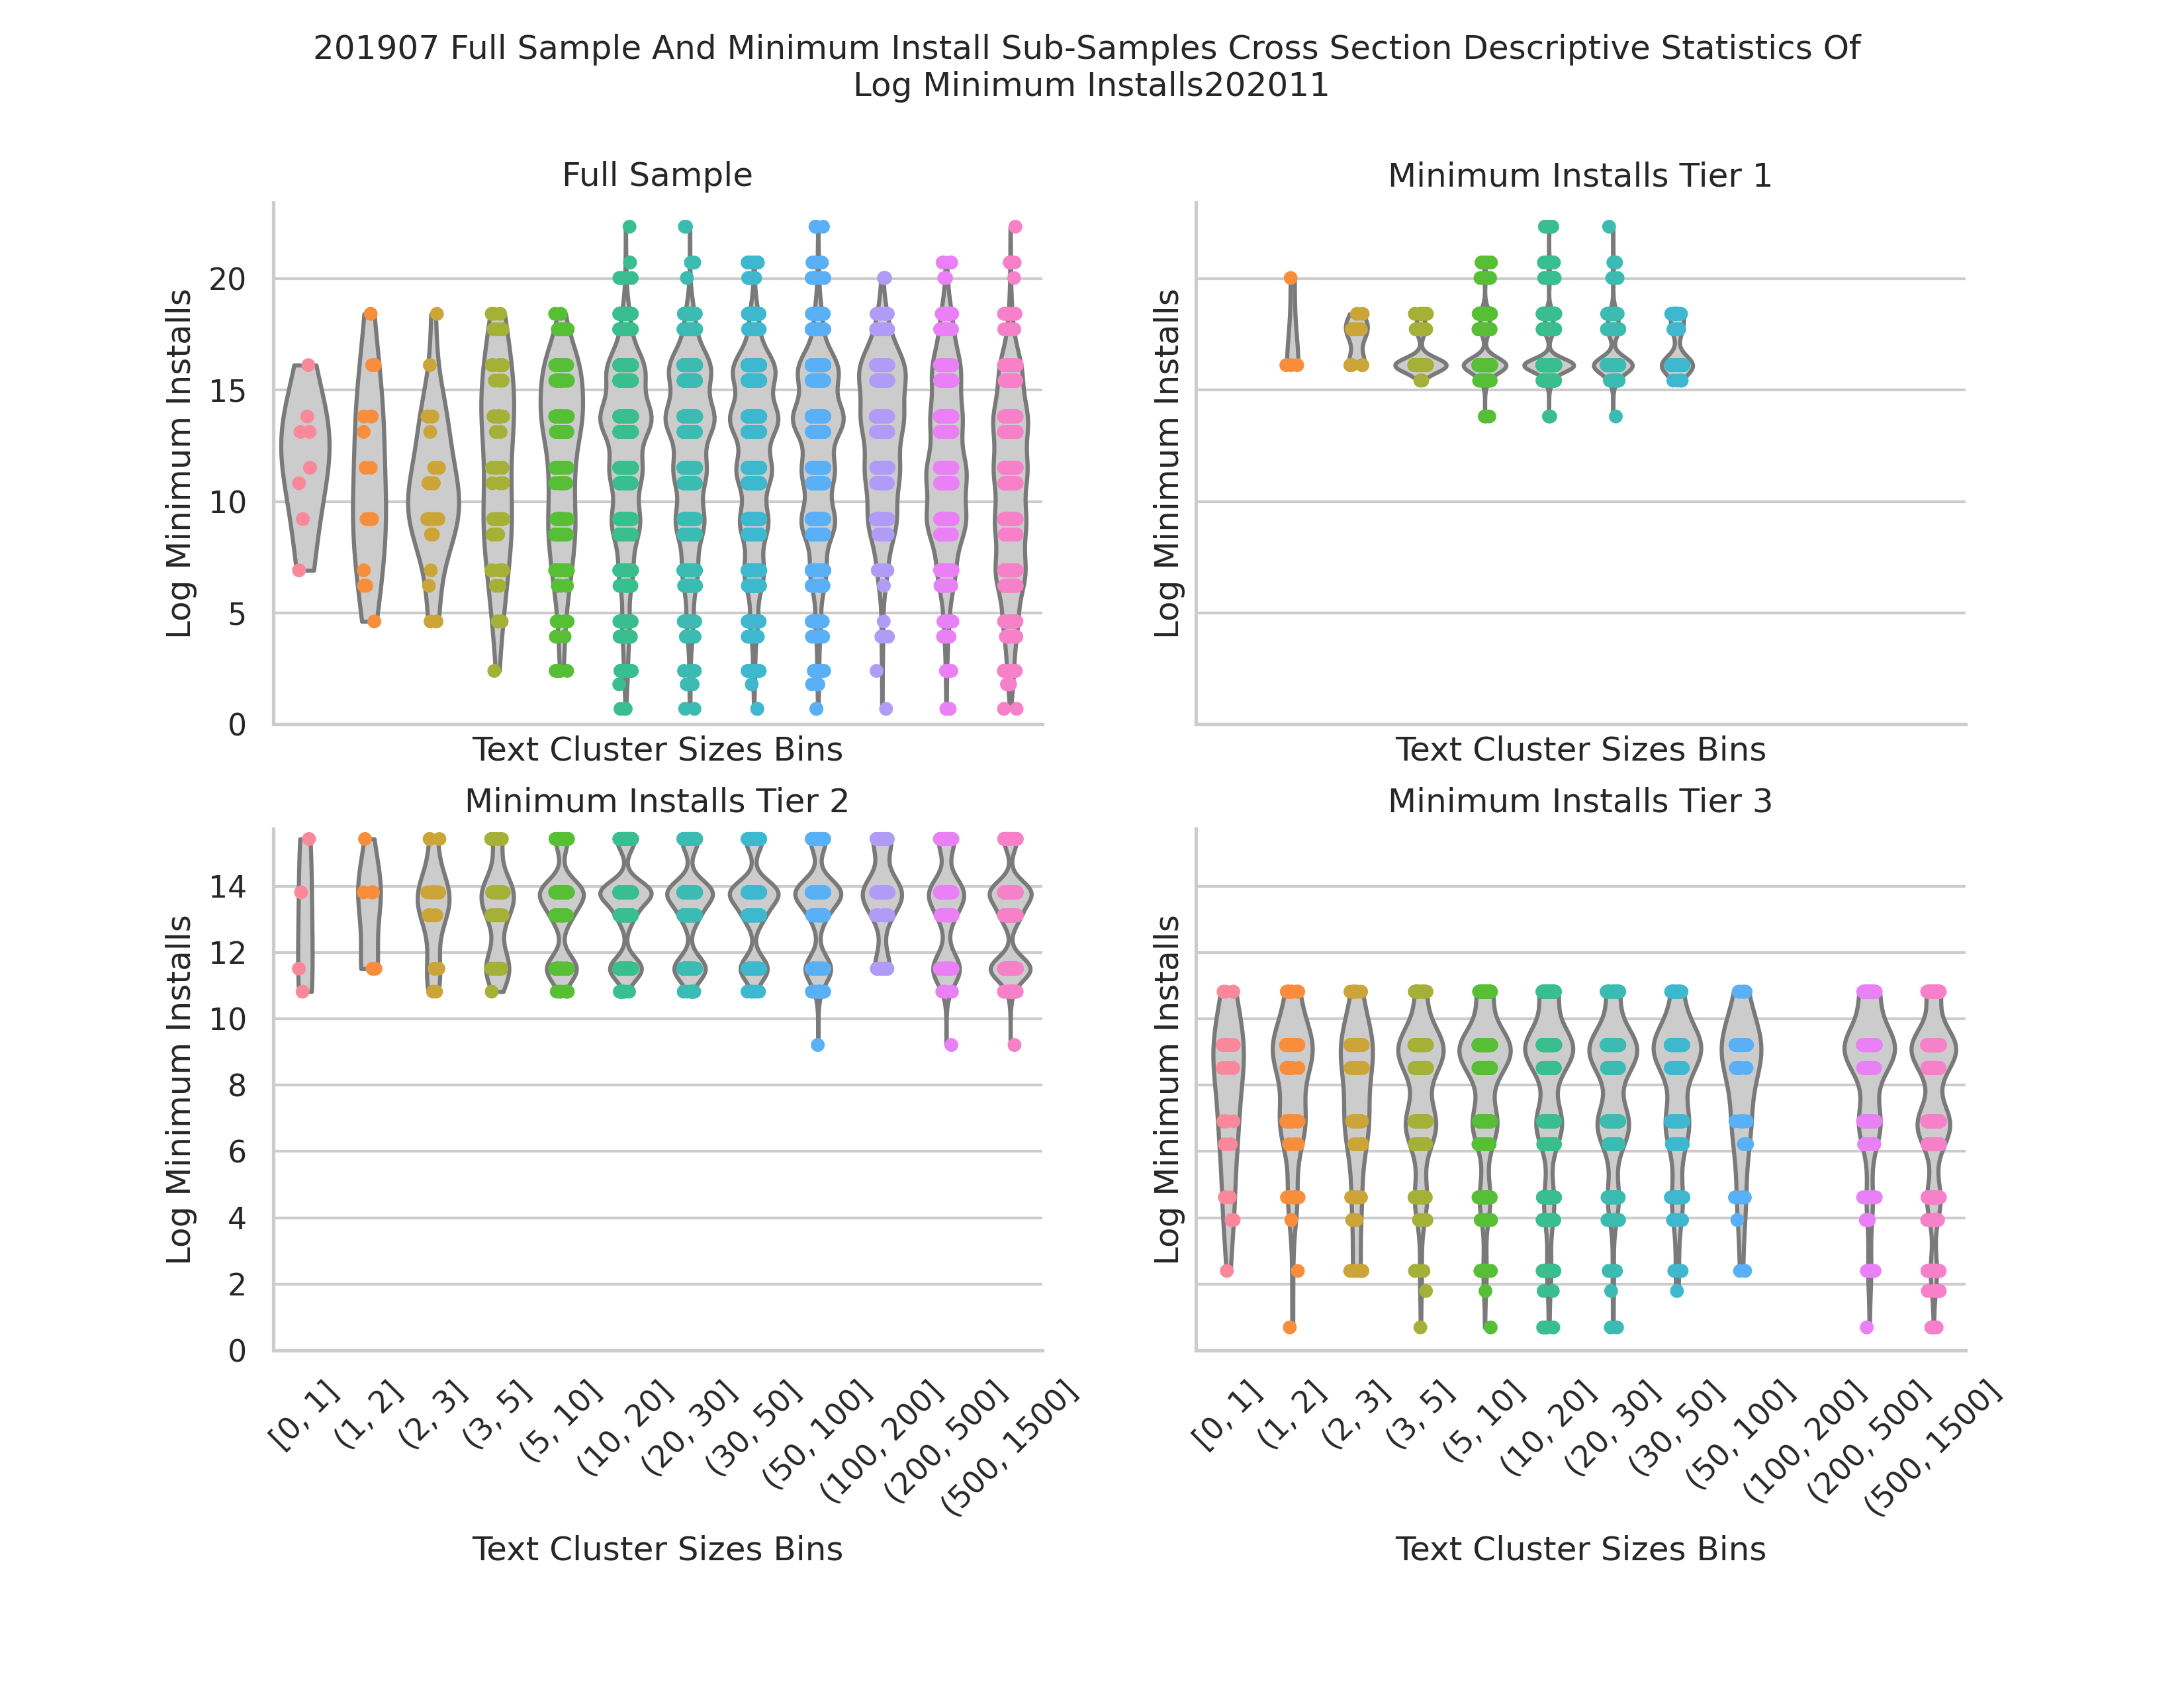 201907 Full Sample And Minimum Install Sub-Samples Cross Section Descriptive Statistics Of
Log Minimum Installs202011
Full Sample
Minimum Installs Tier 1
Log Minimum Installs
20
15
10
5
0
Log Minimum Installs
Text Cluster Sizes Bins
Text Cluster Sizes Bins
Minimum Installs Tier 2
Minimum Installs Tier 3
Log Minimum Installs
14
12
10
8
6
4
2
0
Log Minimum Installs
[0, 1]
(1, 2]
(2, 3]
(3, 5]
(5, 10]
(10, 20]
(20, 30]
(30, 50]
(50, 100]
(100, 200]
(200, 500]
(500, 1500]
[0, 1]
(1, 2]
(2, 3]
(3, 5]
(5, 10]
(10, 20]
(20, 30]
(30, 50]
(50, 100]
(100, 200]
(200, 500]
(500, 1500]
Text Cluster Sizes Bins
Text Cluster Sizes Bins